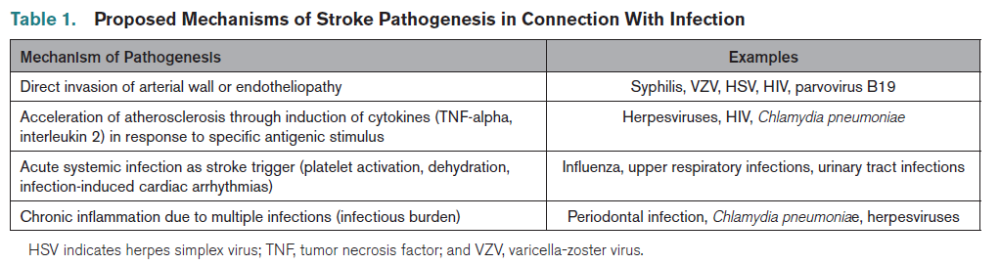 Table 1. Proposed Mechanisms of Stroke Pathogenesis in Connection With Infection
Mechanism of Pathogenesis Examples
Direct invasion of arterial wall or endotheliopathy Syphilis, VZV, HSV, HIV, parvovirus B19
Acceleration of atherosclerosis through induction of cytokines (TNF-alpha, Herpesviruses, HIV, Chlamydia pneumoniae
interleukin 2) in response to specific antigenic stimulus
Acute systemic infection as stroke trigger (platelet activation, dehydration, Influenza, upper respiratory infections, urinary tract infections
infection-induced cardiac arrhythmias)
Chronic inflammation due to multiple infections (infectious burden) Periodontal infection, Chlamydia pneumoniae, herpesviruses
HSV indicates herpes simplex virus; TNF, tumor necrosis factor; and VZV, varicella-zoster virus.